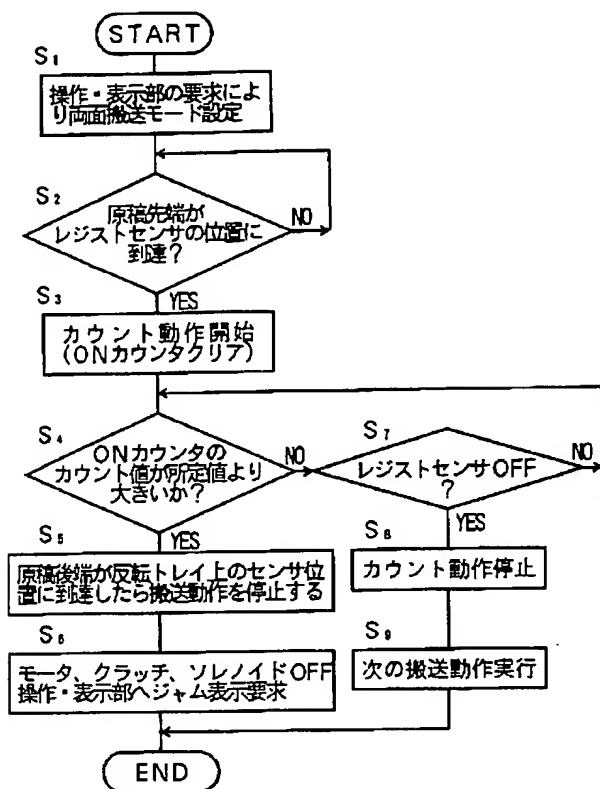 START
S₁
操作・表示部の要求によ
り両面搬送モード設定
S₂
原稿先端が
レジストセンサの位置に
到達？
NO
S₃
YES
カウント動作開始
(ONカウンタクリア)
S₄
ONカウンタの
カウント値が所定値より
大きいか？
NO
S₇
レジストセンサOFF
？
NO
S₅
YES
原稿後端が反転トレイ上のセンサ位
置に到達したら搬送動作を停止する
S₈
YES
カウント動作停止
S₆
モータ、クラッチ、ソレノイドOFF
操作・表示部へジャム表示要求
S₉
次の搬送動作実行
END